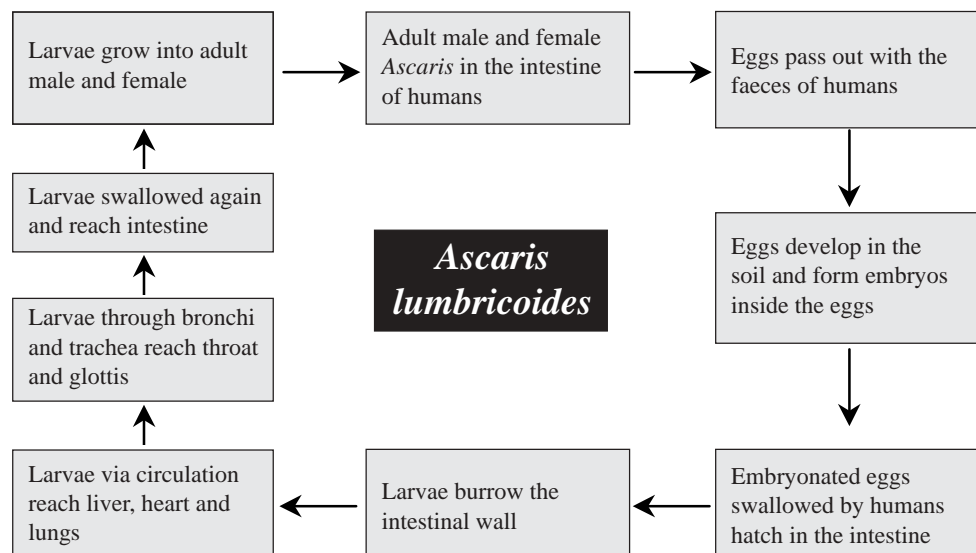 Larvae grow into adult
male and female
Adult male and female
Ascaris in the intestine
of humans
Eggs pass out with the
faeces of humans
Eggs develop in the
soil and form embryos
inside the eggs
Embryonated eggs
swallowed by humans
hatch in the intestine
Larvae burrow the
intestinal wall
Larvae via circulation
reach liver, heart and
lungs
Larvae through bronchi
and trachea reach throat
and glottis
Larvae swallowed again
and reach intestine
Ascaris
lumbricoides